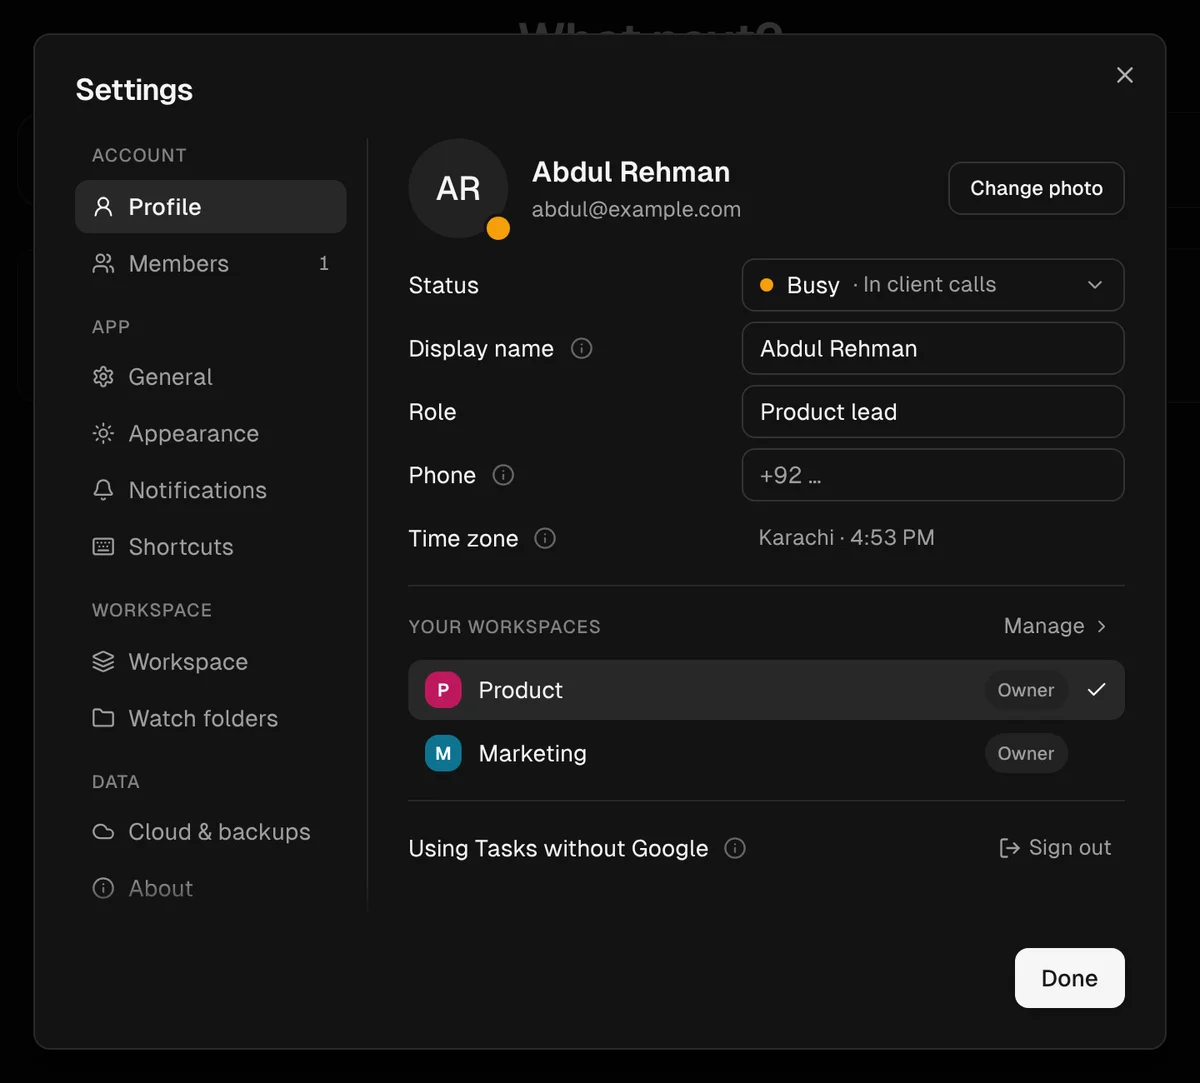 What next?
Settings
ACCOUNT
Profile
Members 1
APP
General
Appearance
Notifications
Shortcuts
WORKSPACE
Workspace
Watch folders
DATA
Cloud & backups
About
AR
Abdul Rehman
abdul@example.com
Change photo
Status
Busy · In client calls
Display name
Abdul Rehman
Role
Product lead
Phone
+92 ...
Time zone
Karachi · 4:53 PM
YOUR WORKSPACES
Manage
P Product Owner
M Marketing Owner
Using Tasks without Google
Sign out
Done